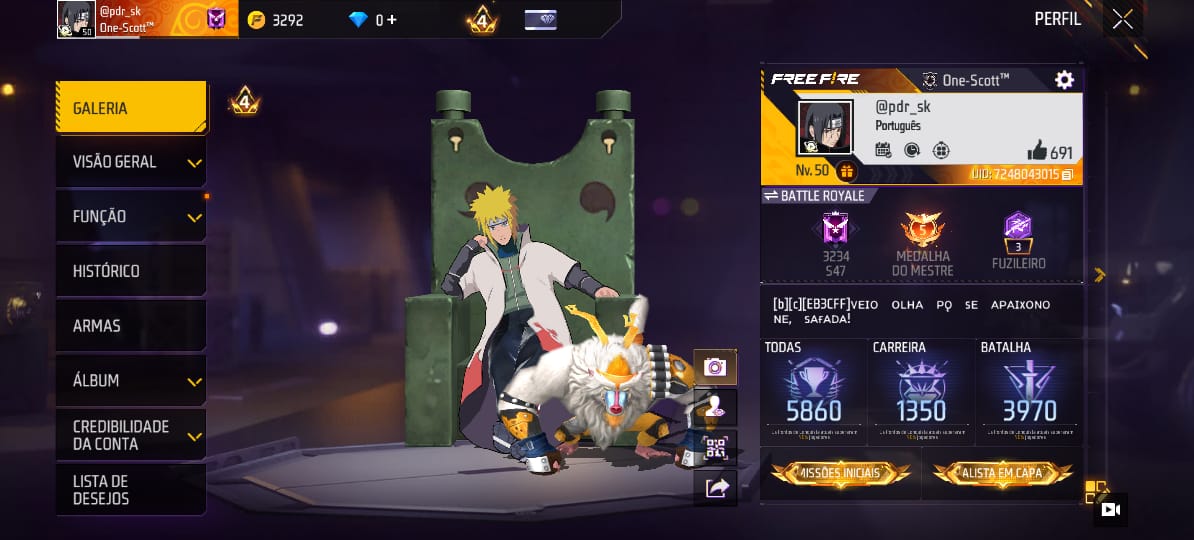 @pdr_sk
One-Scott™
50
3292
0+
4
PERFIL
GALERIA
4
VISÃO GERAL
FUNÇÃO
HISTÓRICO
ARMAS
ÁLBUM
CREDIBILIDADE
DA CONTA
LISTA DE
DESEJOS
FREE FIRE
One-Scott™
@pdr_sk
Português
691
Nv. 50
UID: 7248043015
BATTLE ROYALE
3234
S47
5
MEDALHA
DO MESTRE
3
FUZILEIRO
[b][c][EB3CFF]VEIO OLHA PQ SE APAIXONO
NE, SAFADA!
TODAS
5860
CARREIRA
1350
BATALHA
3970
MISSÕES INICIAIS
ALISTA EM CAPA